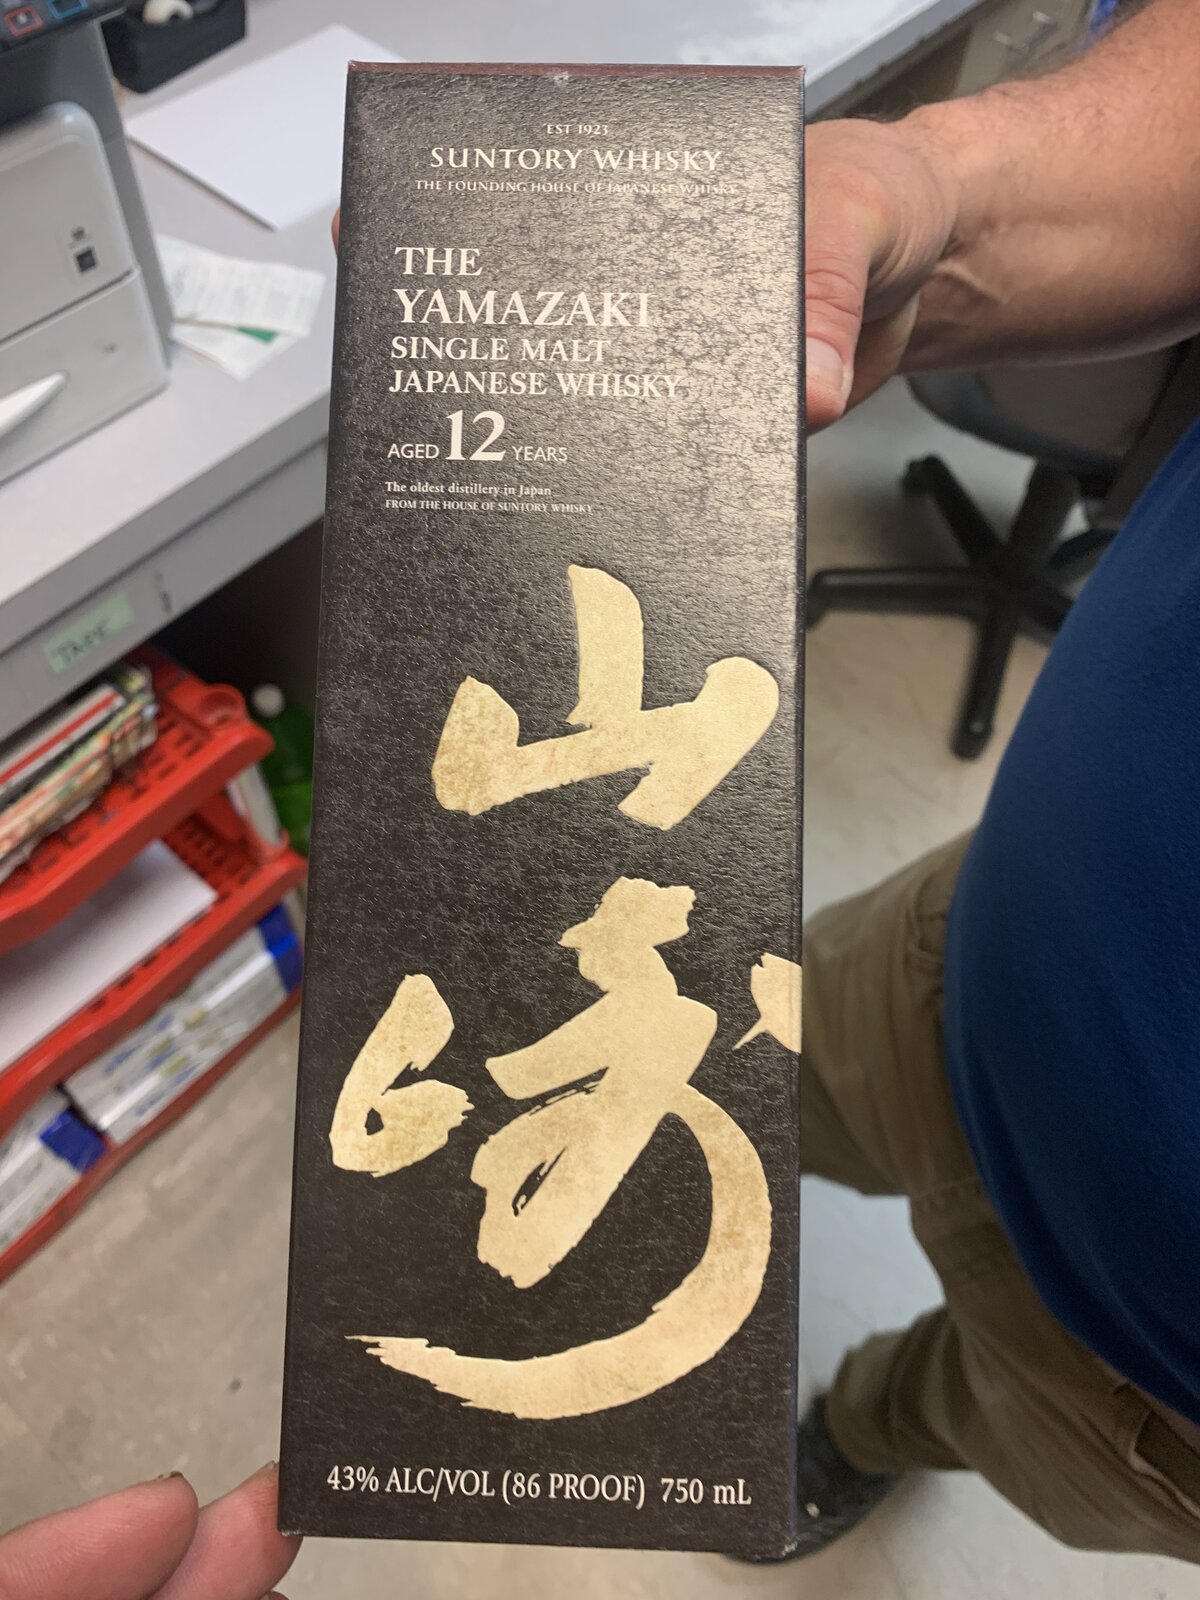 EST 1923
SUNTORY WHISKY
THE FOUNDING HOUSE OF JAPANESE WHISKY
THE
YAMAZAKI
SINGLE MALT
JAPANESE WHISKY
AGED 12 YEARS
The oldest distillery in Japan
FROM THE HOUSE OF SUNTORY WHISKY
山
崎
43% ALC/VOL (86 PROOF) 750 mL